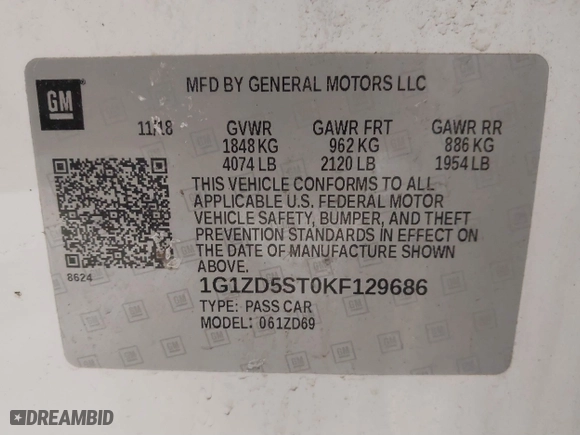 GM
MFD BY GENERAL MOTORS LLC
11/18 GVWR GAWR FRT GAWR RR
1848 KG 962 KG 886 KG
4074 LB 2120 LB 1954 LB
THIS VEHICLE CONFORMS TO ALL
APPLICABLE U.S. FEDERAL MOTOR
VEHICLE SAFETY, BUMPER, AND THEFT
PREVENTION STANDARDS IN EFFECT ON
THE DATE OF MANUFACTURE SHOWN
ABOVE.
8624
1G1ZD5ST0KF129686
TYPE: PASS CAR
MODEL: 061ZD69
DREAMBID